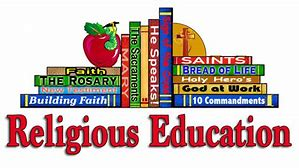 Faith
THE ROSARY
New Testament
Building Faith
The Sacraments
MARY
He Speaks
SAINTS
BREAD OF LIFE
Holy Hero's
God at Work
10 Commandments
Religious Education